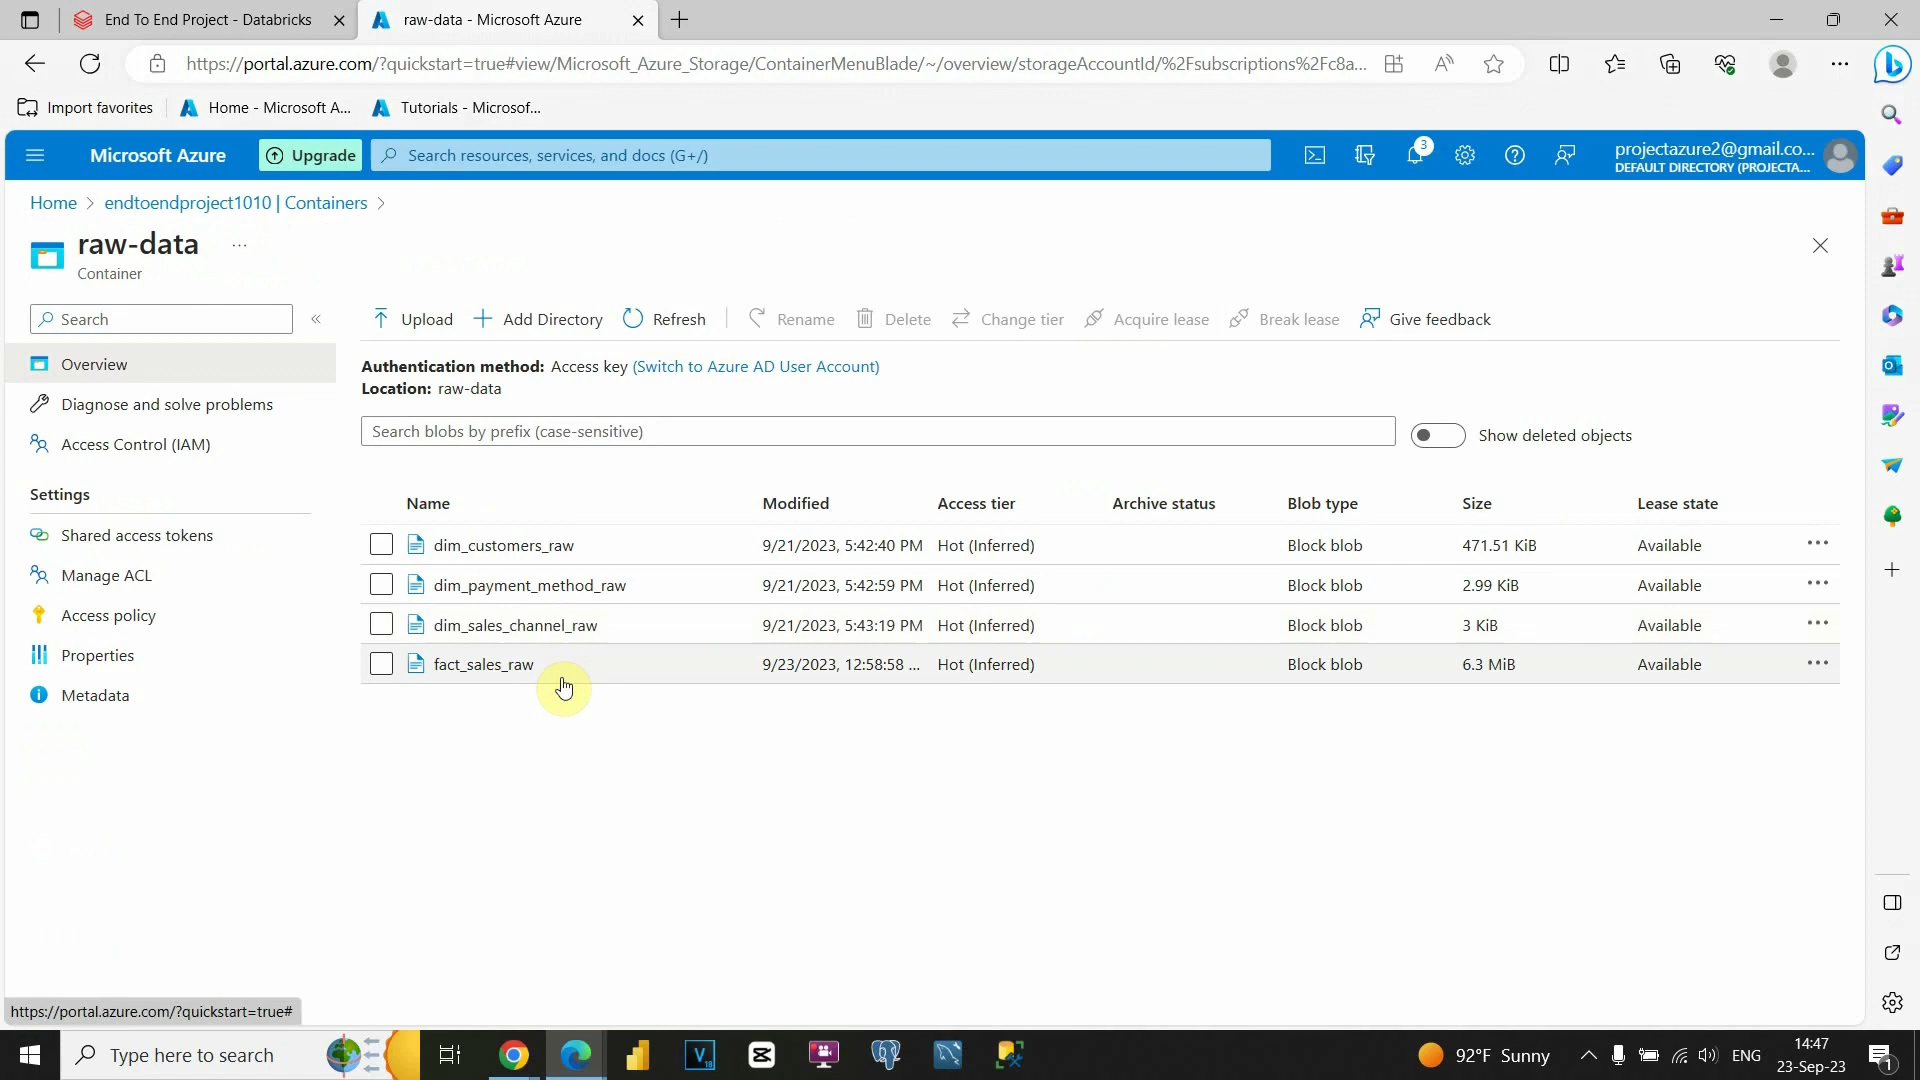 End To End Project - Databricks
raw-data - Microsoft Azure
https://portal.azure.com/?quickstart=true#view/Microsoft_Azure_Storage/ContainerMenuBlade/~/overview/storageAccountId/%2Fsubscriptions%2Fc8a...
Import favorites
Home - Microsoft A...
Tutorials - Microsof...
Microsoft Azure
Upgrade
Search resources, services, and docs (G+/)
3
projectazure2@gmail.co...
DEFAULT DIRECTORY (PROJECTA...
Home > endtoendproject1010 | Containers >
raw-data ...
Container
Search
«
Upload
Add Directory
Refresh
Rename
Delete
Change tier
Acquire lease
Break lease
Give feedback
Overview
Diagnose and solve problems
Access Control (IAM)
Settings
Shared access tokens
Manage ACL
Access policy
Properties
Metadata
Authentication method: Access key (Switch to Azure AD User Account)
Location: raw-data
Search blobs by prefix (case-sensitive)
Show deleted objects
Name Modified Access tier Archive status Blob type Size Lease state
dim_customers_raw 9/21/2023, 5:42:40 PM Hot (Inferred) Block blob 471.51 KiB Available ...
dim_payment_method_raw 9/21/2023, 5:42:59 PM Hot (Inferred) Block blob 2.99 KiB Available ...
dim_sales_channel_raw 9/21/2023, 5:43:19 PM Hot (Inferred) Block blob 3 KiB Available ...
fact_sales_raw 9/23/2023, 12:58:58 ... Hot (Inferred) Block blob 6.3 MiB Available ...
https://portal.azure.com/?quickstart=true#
Type here to search
92°F Sunny
ENG
14:47
23-Sep-23
1